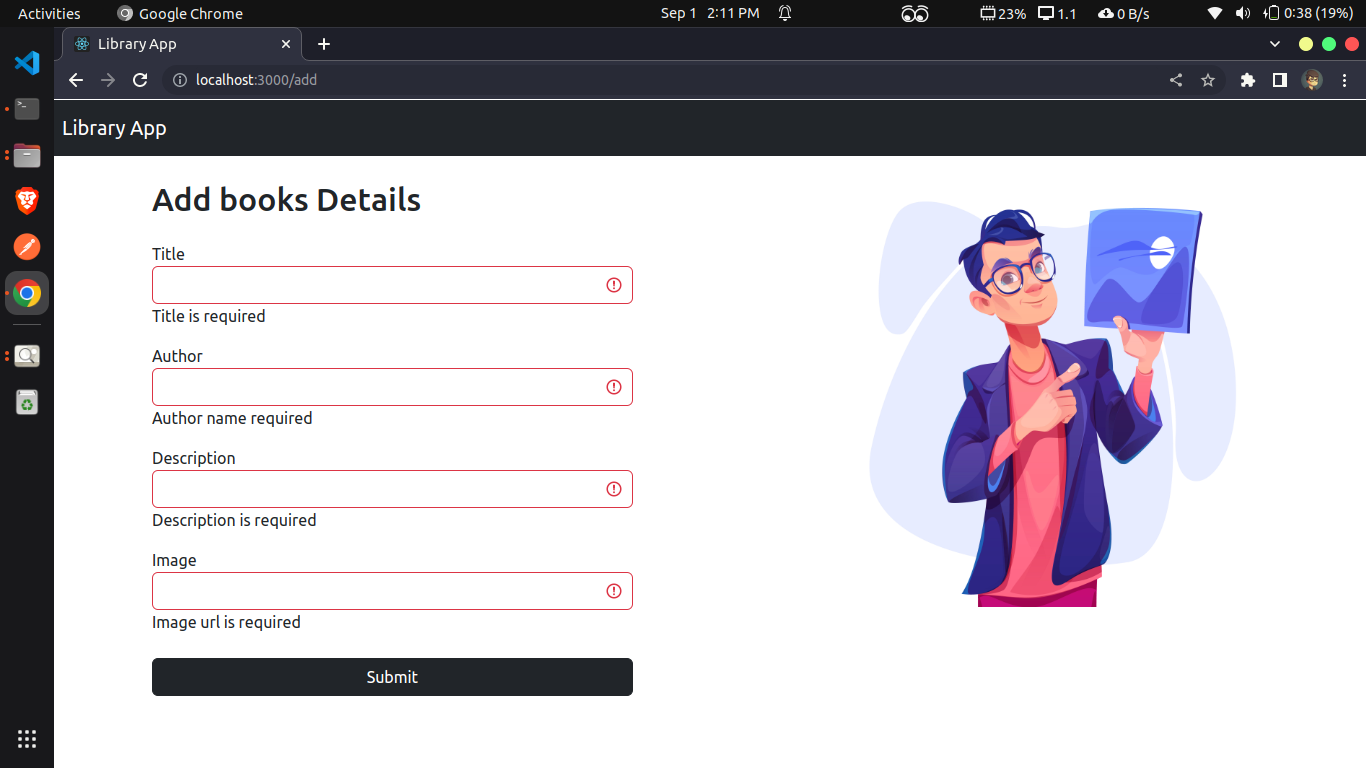 Activities Google Chrome Sep 1 2:11 PM 23% 1.1 0 B/s 0:38 (19%)
Library App
localhost:3000/add
Library App
Add books Details
Title
Title is required
Author
Author name required
Description
Description is required
Image
Image url is required
Submit